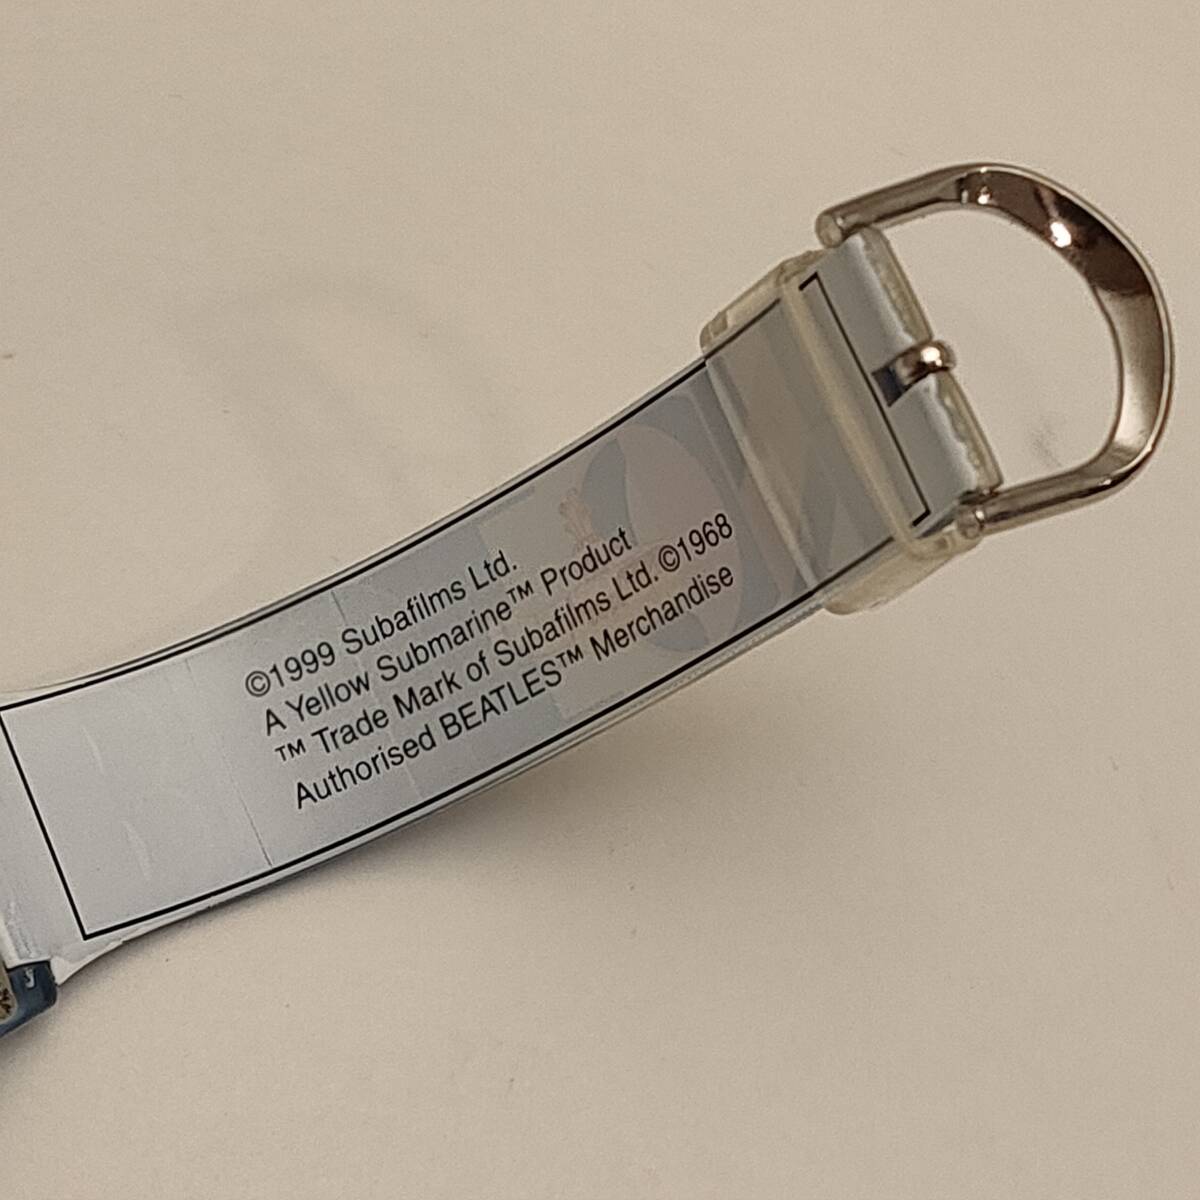 ©1999 Subafilms Ltd.
A Yellow Submarine™ Product
™ Trade Mark of Subafilms Ltd. ©1968
Authorised BEATLES™ Merchandise